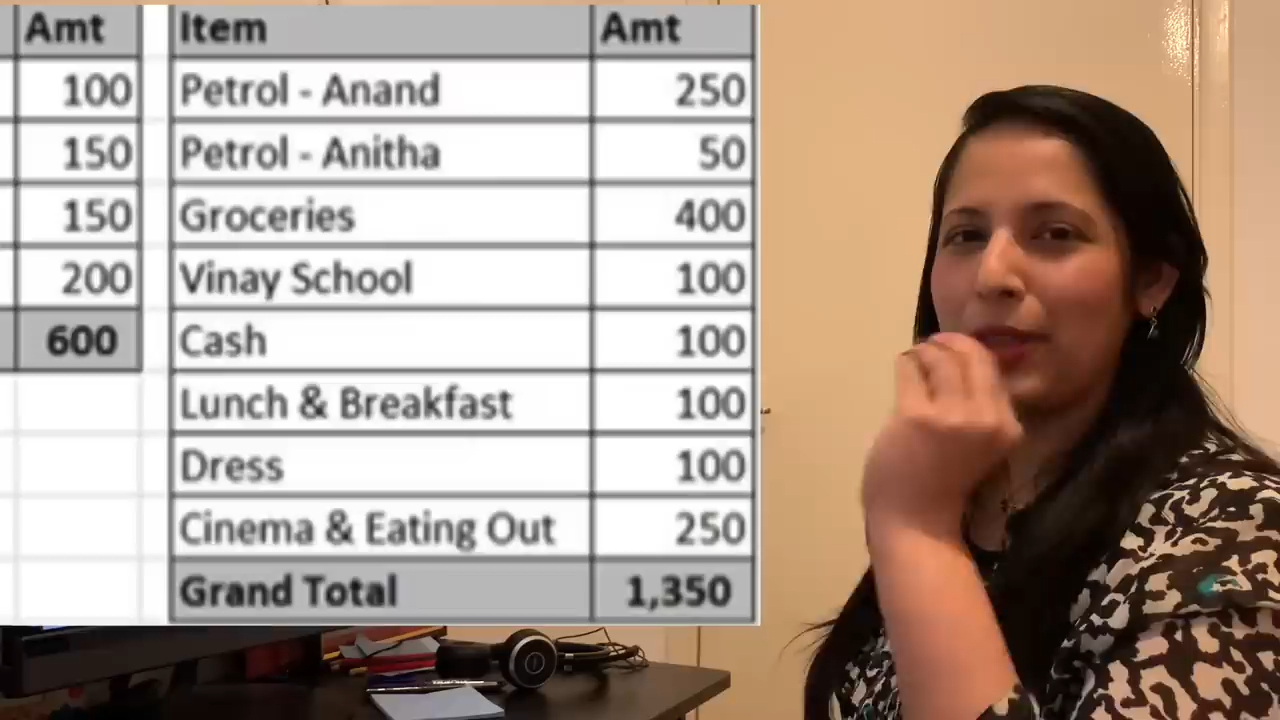 Amt Item Amt
100 Petrol - Anand 250
150 Petrol - Anitha 50
150 Groceries 400
200 Vinay School 100
600 Cash 100
Lunch & Breakfast 100
Dress 100
Cinema & Eating Out 250
Grand Total 1,350